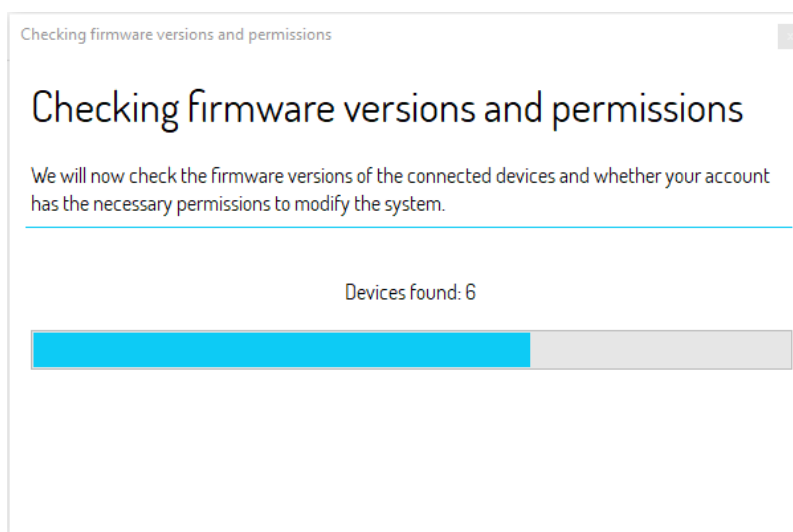 Checking firmware versions and permissions
Checking firmware versions and permissions
We will now check the firmware versions of the connected devices and whether your account
has the necessary permissions to modify the system.
Devices found: 6